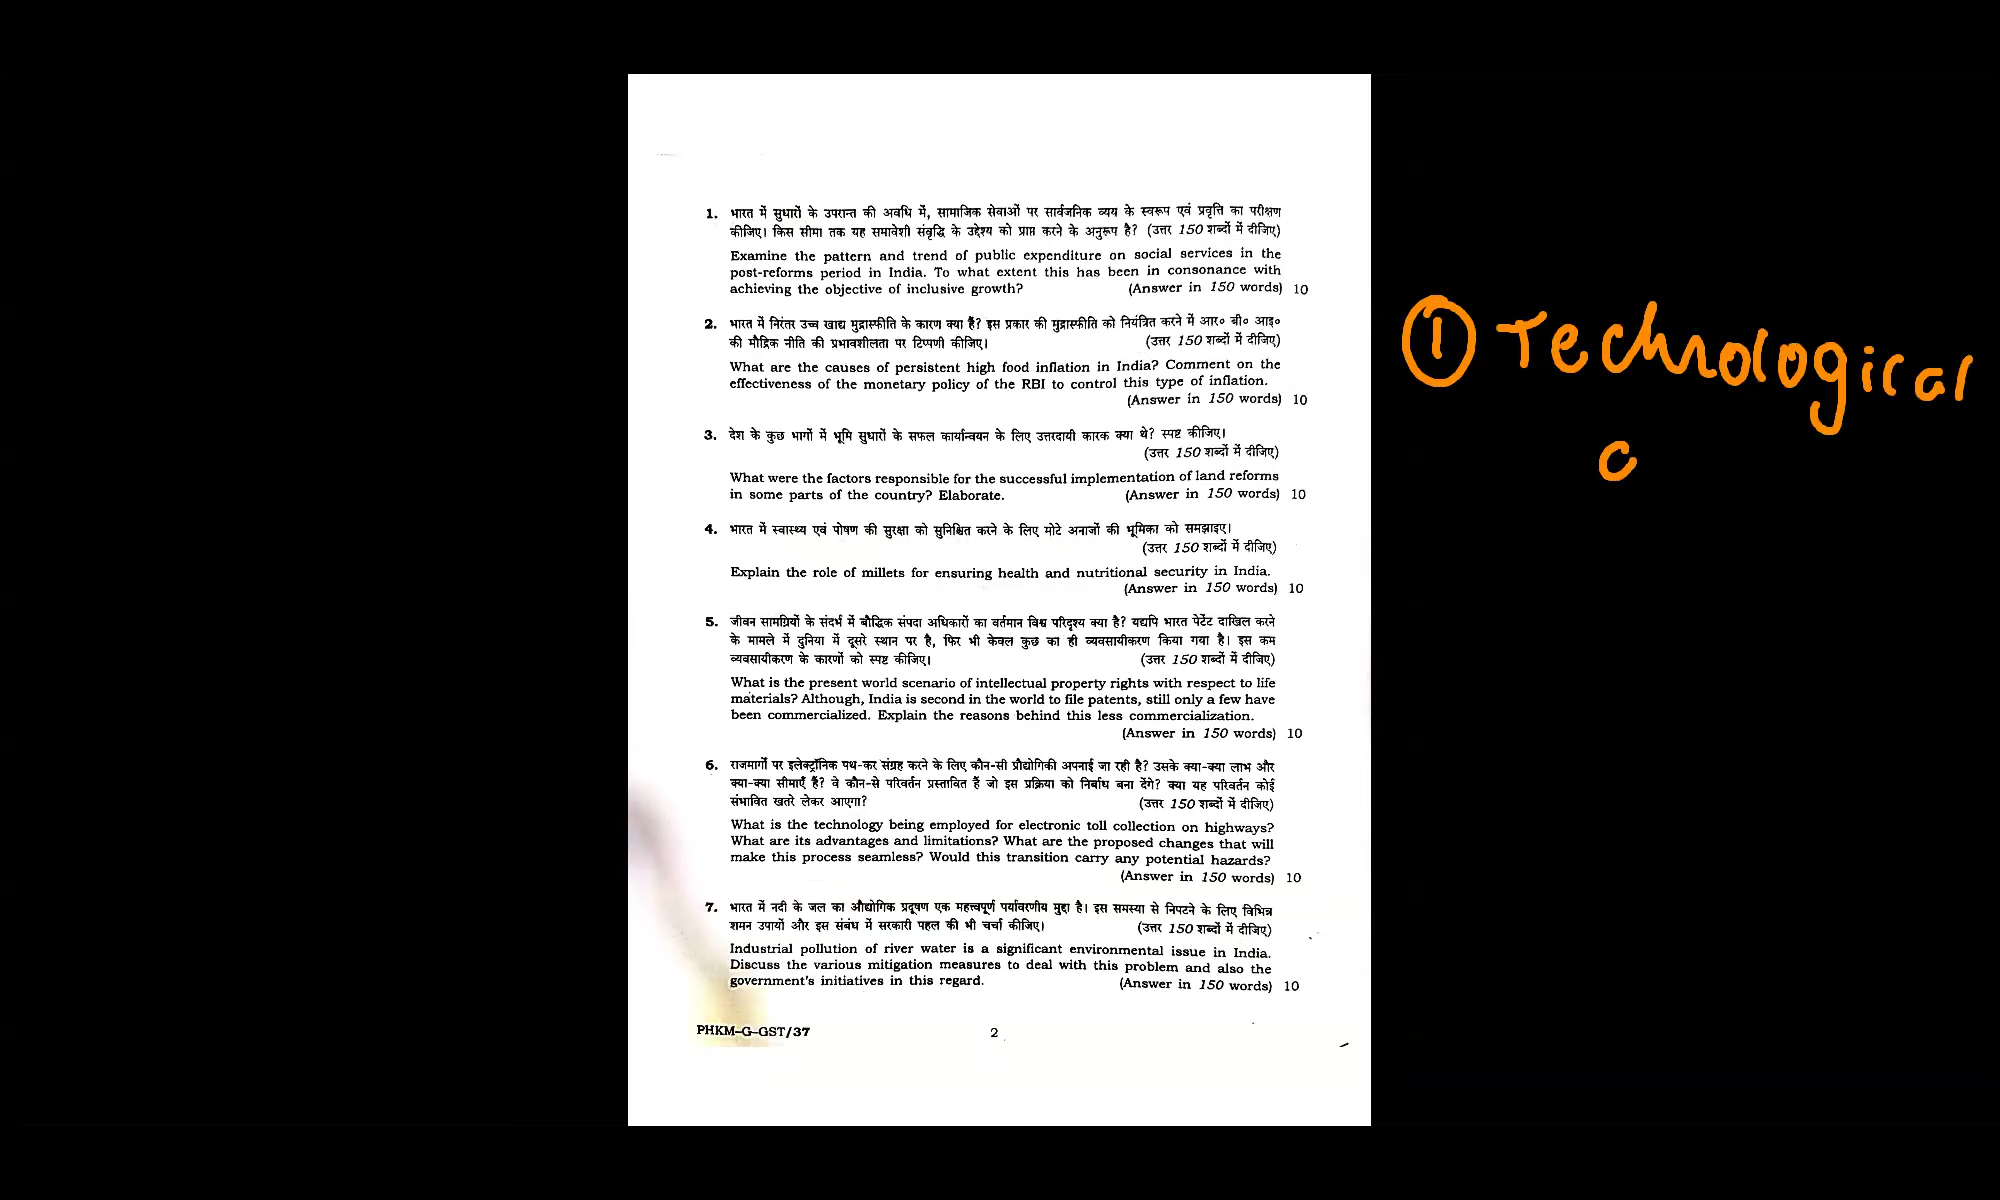 1. भारत में सुधारों के उपरान्त की अवधि में, सामाजिक सेवाओं पर सार्वजनिक व्यय के स्वरूप एवं प्रवृत्ति का परीक्षण
कीजिए। किस सीमा तक यह समावेशी संवृद्धि के उद्देश्य को प्राप्त करने के अनुरूप है? (उत्तर 150 शब्दों में दीजिए)
Examine the pattern and trend of public expenditure on social services in the
post-reforms period in India. To what extent this has been in consonance with
achieving the objective of inclusive growth? (Answer in 150 words) 10
2. भारत में निरंतर उच्च खाद्य मुद्रास्फीति के कारण क्या हैं? इस प्रकार की मुद्रास्फीति को नियंत्रित करने में आर० बी० आइ०
की मौद्रिक नीति की प्रभावशीलता पर टिप्पणी कीजिए। (उत्तर 150 शब्दों में दीजिए)
What are the causes of persistent high food inflation in India? Comment on the
effectiveness of the monetary policy of the RBI to control this type of inflation.
(Answer in 150 words) 10
3. देश के कुछ भागों में भूमि सुधारों के सफल कार्यान्वयन के लिए उत्तरदायी कारक क्या थे? स्पष्ट कीजिए।
(उत्तर 150 शब्दों में दीजिए)
What were the factors responsible for the successful implementation of land reforms
in some parts of the country? Elaborate. (Answer in 150 words) 10
4. भारत में स्वास्थ्य एवं पोषण की सुरक्षा को सुनिश्चित करने के लिए मोटे अनाजों की भूमिका को समझाइए।
(उत्तर 150 शब्दों में दीजिए)
Explain the role of millets for ensuring health and nutritional security in India.
(Answer in 150 words) 10
5. जीवन सामग्रियों के संदर्भ में बौद्धिक संपदा अधिकारों का वर्तमान विश्व परिदृश्य क्या है? यद्यपि भारत पेटेंट दाखिल करने
के मामले में दुनिया में दूसरे स्थान पर है, फिर भी केवल कुछ का ही व्यवसायीकरण किया गया है। इस कम
व्यवसायीकरण के कारणों को स्पष्ट कीजिए। (उत्तर 150 शब्दों में दीजिए)
What is the present world scenario of intellectual property rights with respect to life
materials? Although, India is second in the world to file patents, still only a few have
been commercialized. Explain the reasons behind this less commercialization.
(Answer in 150 words) 10
6. राजमार्गों पर इलेक्ट्रॉनिक पथ-कर संग्रह करने के लिए कौन-सी प्रौद्योगिकी अपनाई जा रही है? उसके क्या-क्या लाभ और
क्या-क्या सीमाएँ हैं? वे कौन-से परिवर्तन प्रस्तावित हैं जो इस प्रक्रिया को निर्बाध बना देंगे? क्या यह परिवर्तन कोई
संभावित खतरे लेकर आएगा? (उत्तर 150 शब्दों में दीजिए)
What is the technology being employed for electronic toll collection on highways?
What are its advantages and limitations? What are the proposed changes that will
make this process seamless? Would this transition carry any potential hazards?
(Answer in 150 words) 10
7. भारत में नदी के जल का औद्योगिक प्रदूषण एक महत्त्वपूर्ण पर्यावरणीय मुद्दा है। इस समस्या से निपटने के लिए विभिन्न
शमन उपायों और इस संबंध में सरकारी पहल की भी चर्चा कीजिए। (उत्तर 150 शब्दों में दीजिए)
Industrial pollution of river water is a significant environmental issue in India.
Discuss the various mitigation measures to deal with this problem and also the
government's initiatives in this regard. (Answer in 150 words) 10
PHKM-G-GST/37 2
① Technological
C